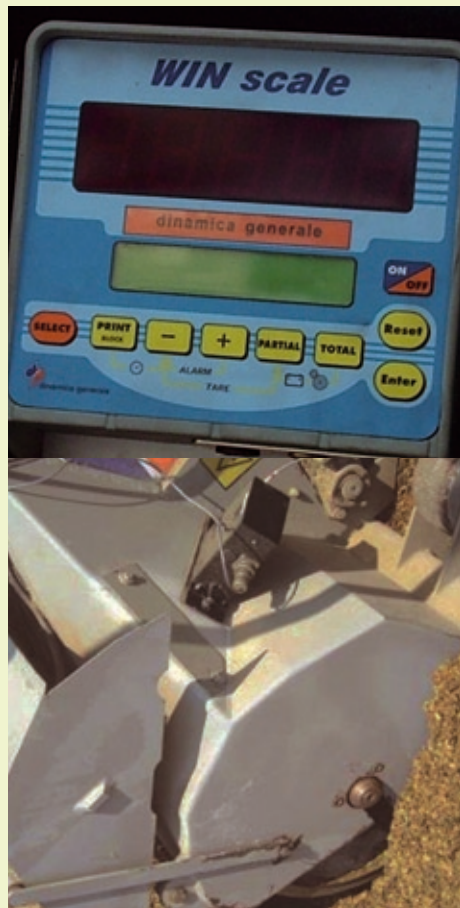 WIN scale
dinamica generale
ON
OFF
SELECT
PRINT
BLOCK
-
+
PARTIAL
TOTAL
Reset
Enter
ALARM
TARE
dinamica generale